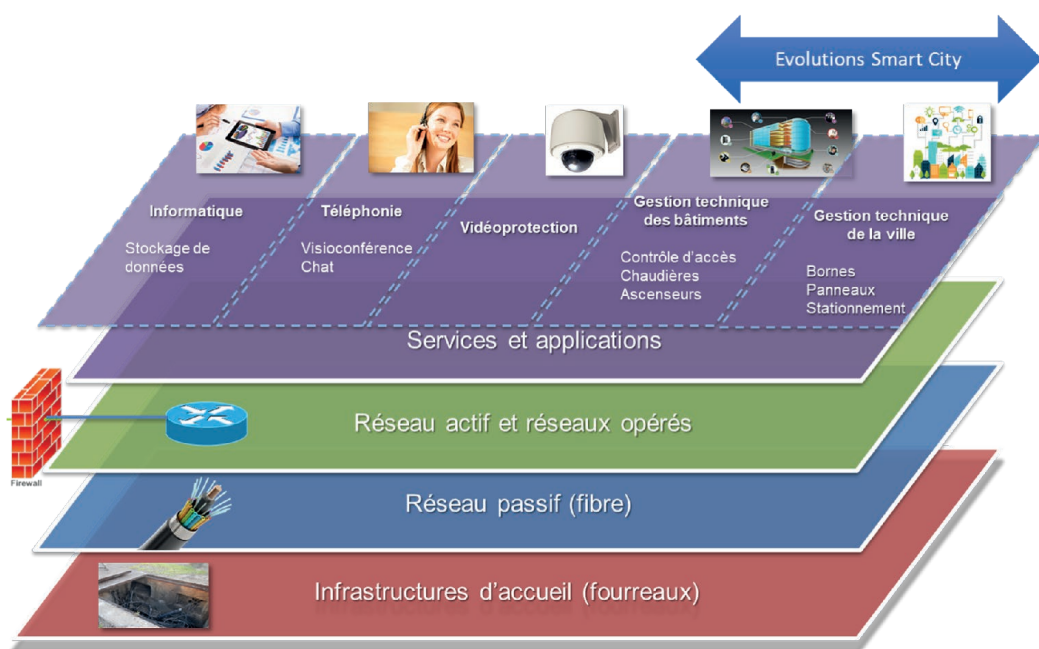 Evolutions Smart City
Informatique
Stockage de
données
Téléphonie
Visioconférence
Chat
Vidéoprotection
Gestion technique
des bâtiments
Contrôle d'accès
Chaudières
Ascenseurs
Gestion technique
de la ville
Bornes
Panneaux
Stationnement
Services et applications
Réseau actif et réseaux opérés
Firewall
Réseau passif (fibre)
Infrastructures d'accueil (fourreaux)